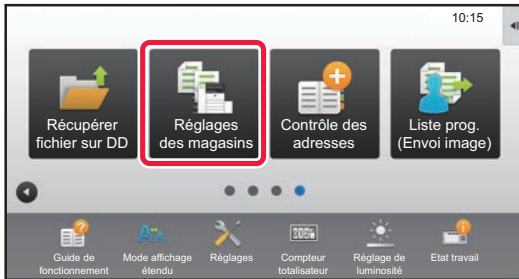 10:15
Récupérer
fichier sur DD
Réglages
des magasins
Contrôle des
adresses
Liste prog.
(Envoi image)
Guide de
fonctionnement
Mode affichage
étendu
Réglages
Compteur
totalisateur
Réglage de
luminosité
Etat travail